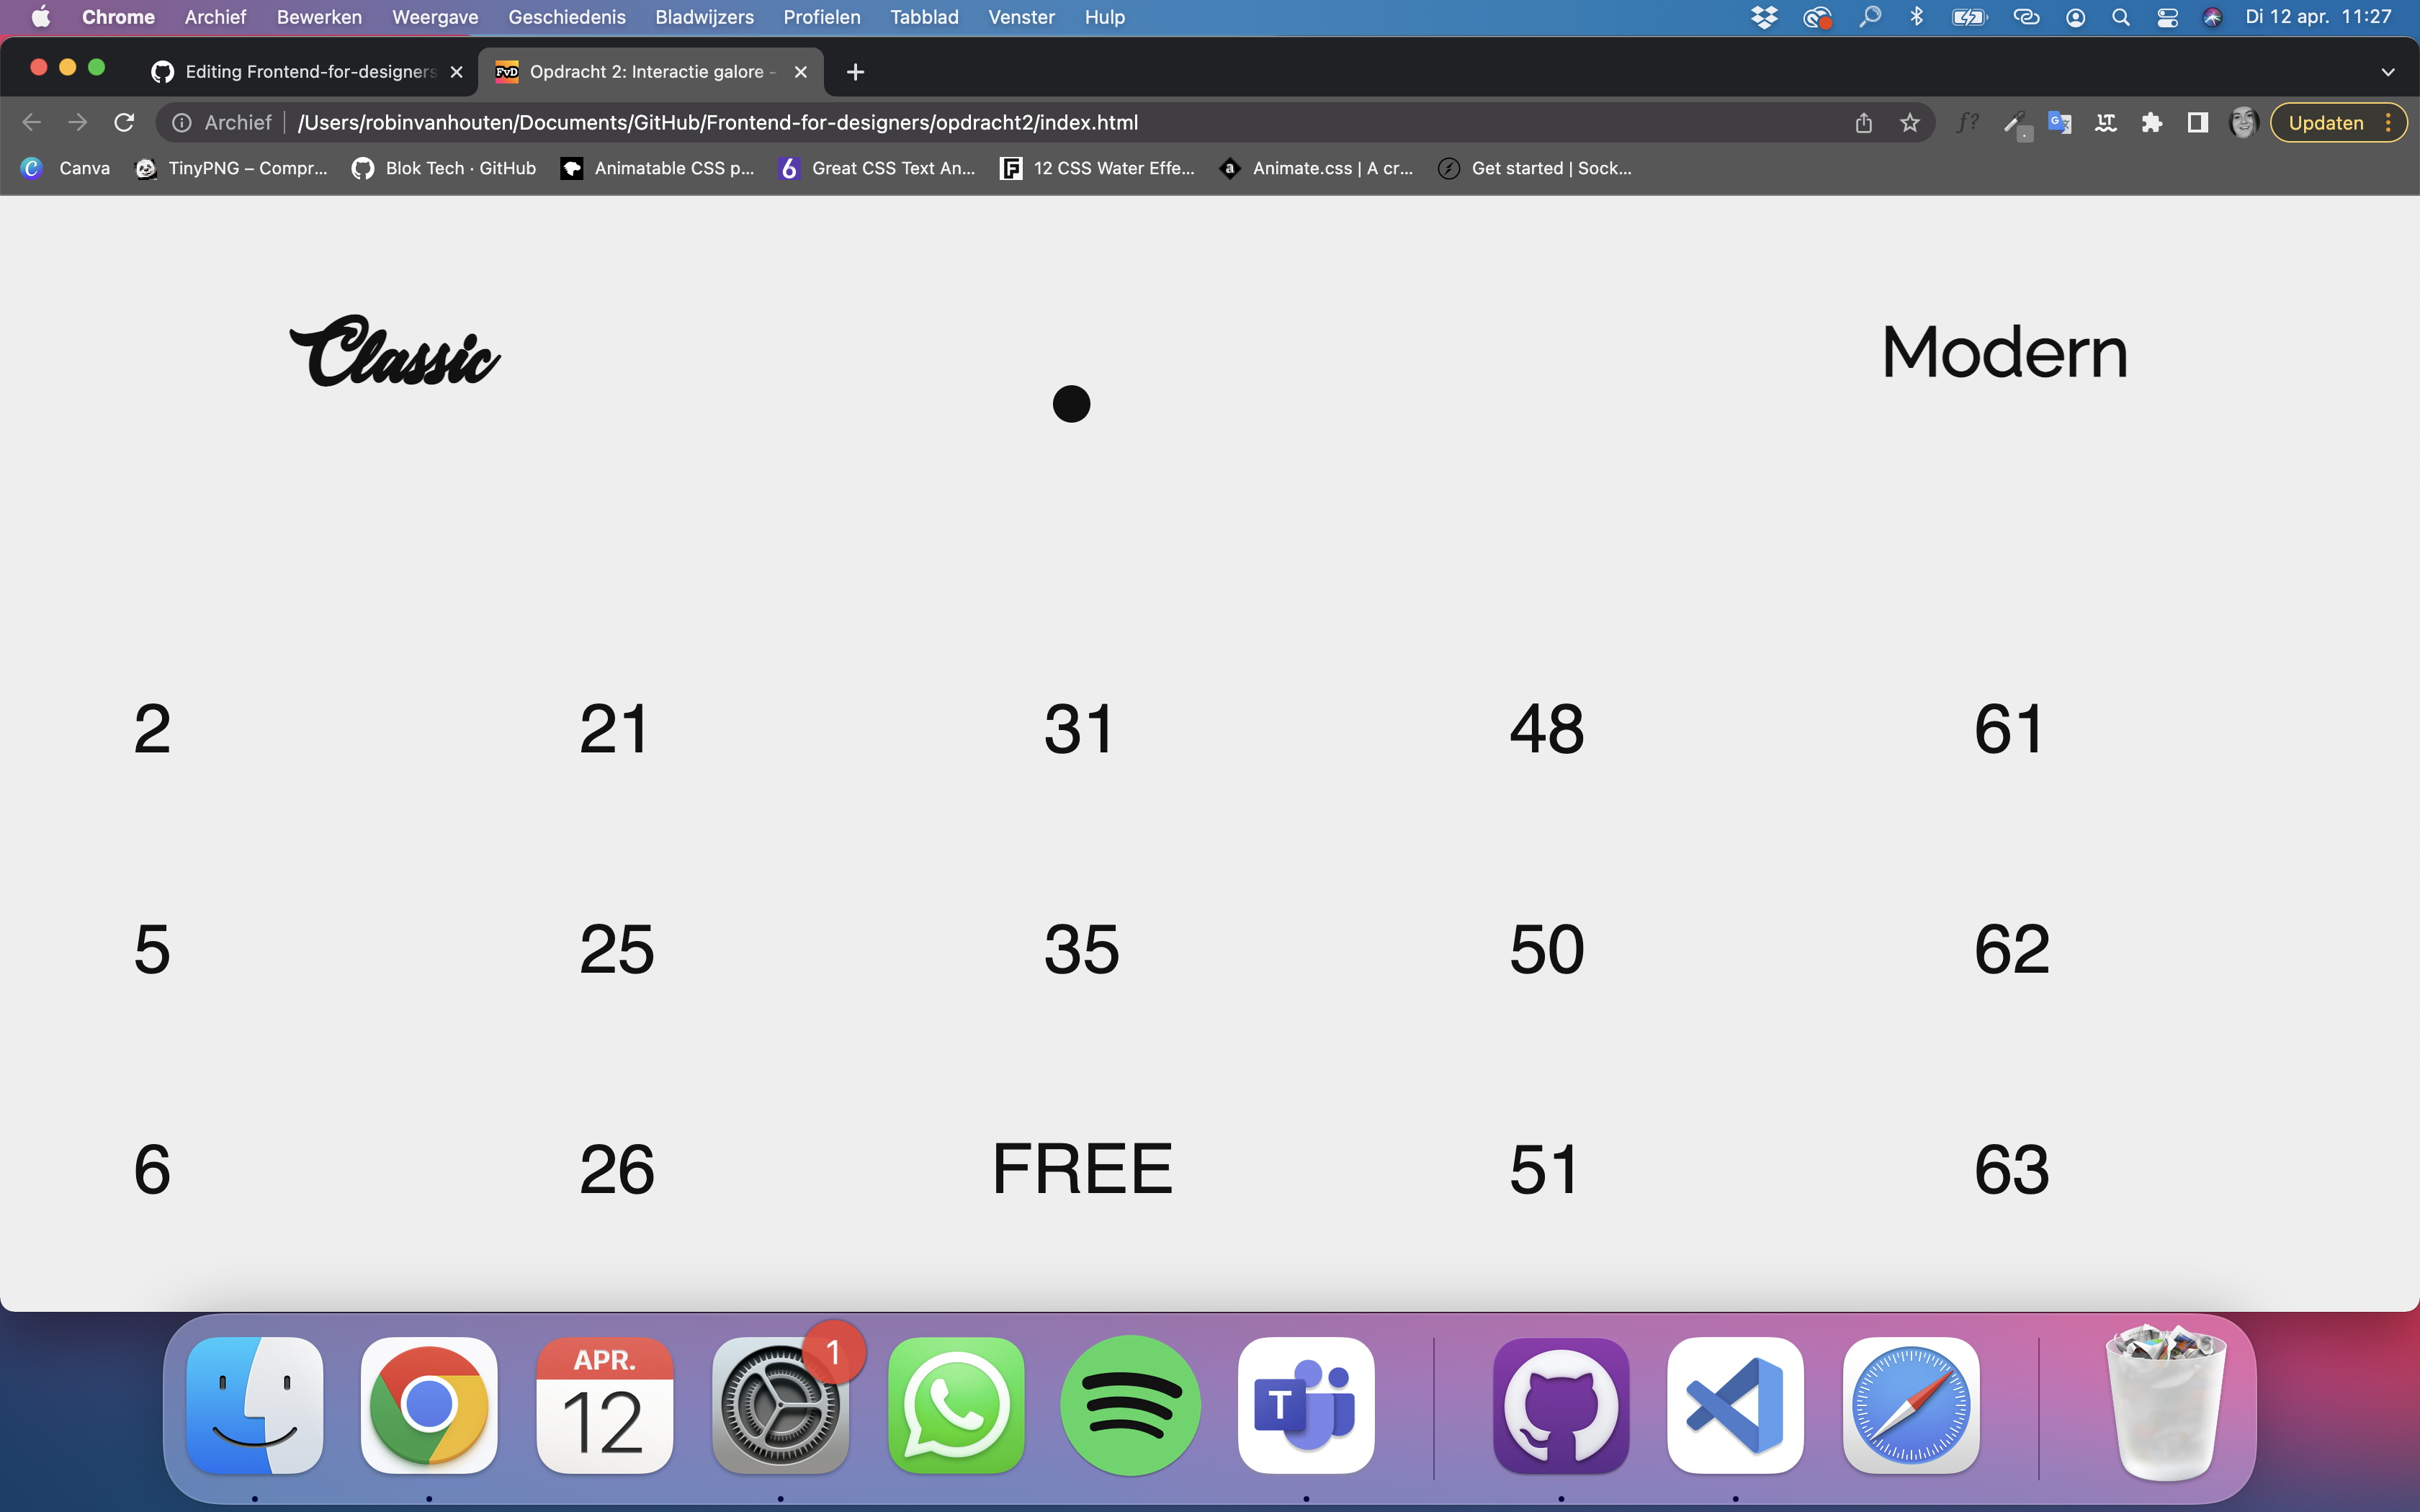 Chrome Archief Bewerken Weergave Geschiedenis Bladwijzers Profielen Tabblad Venster Hulp Di 12 apr. 11:27
Editing Frontend-for-designers FvD Opdracht 2: Interactie galore -
Archief /Users/robinvanhouten/Documents/GitHub/Frontend-for-designers/opdracht2/index.html f? Updaten
Canva TinyPNG – Compr... Blok Tech · GitHub Animatable CSS p... 6 Great CSS Text An... F 12 CSS Water Effe... a Animate.css | A cr... Get started | Sock...
Classic Modern
2 21 31 48 61
5 25 35 50 62
6 26 FREE 51 63
APR. 1
12 T